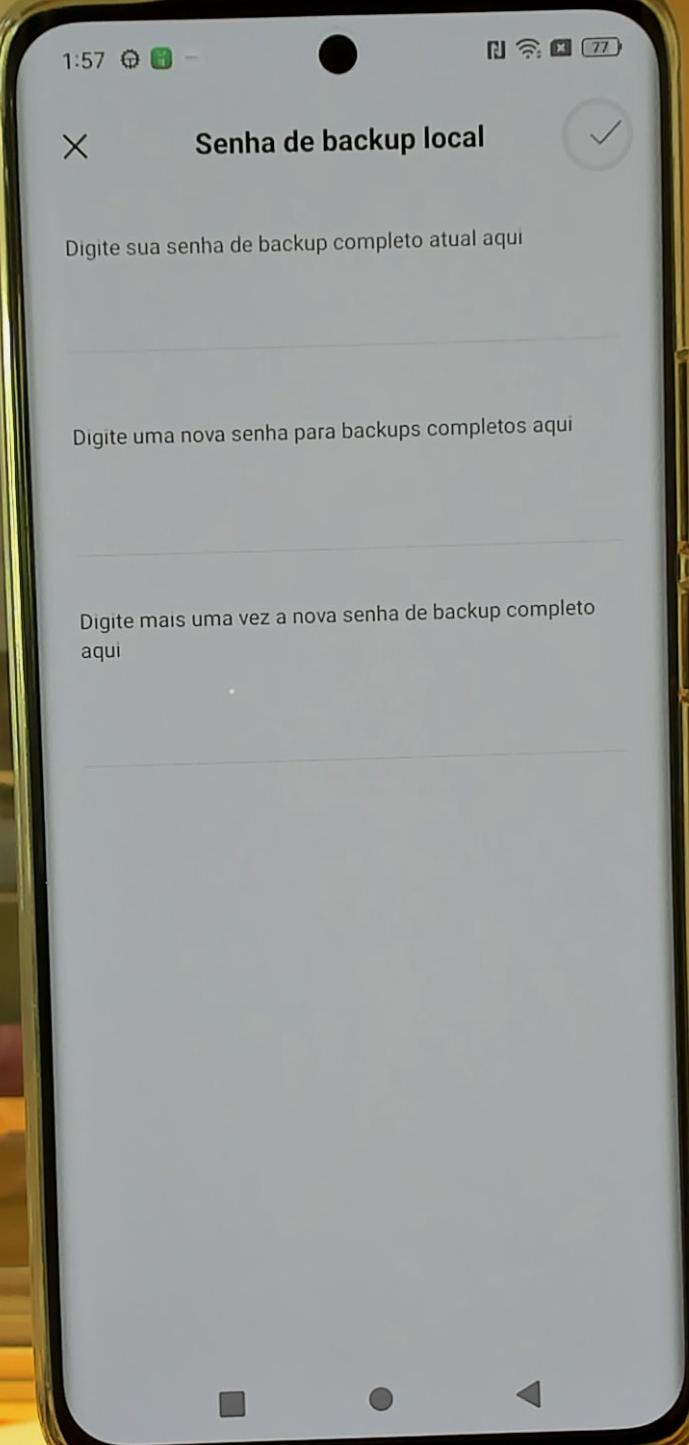 1:57
77
Senha de backup local
Digite sua senha de backup completo atual aqui
Digite uma nova senha para backups completos aqui
Digite mais uma vez a nova senha de backup completo
aqui